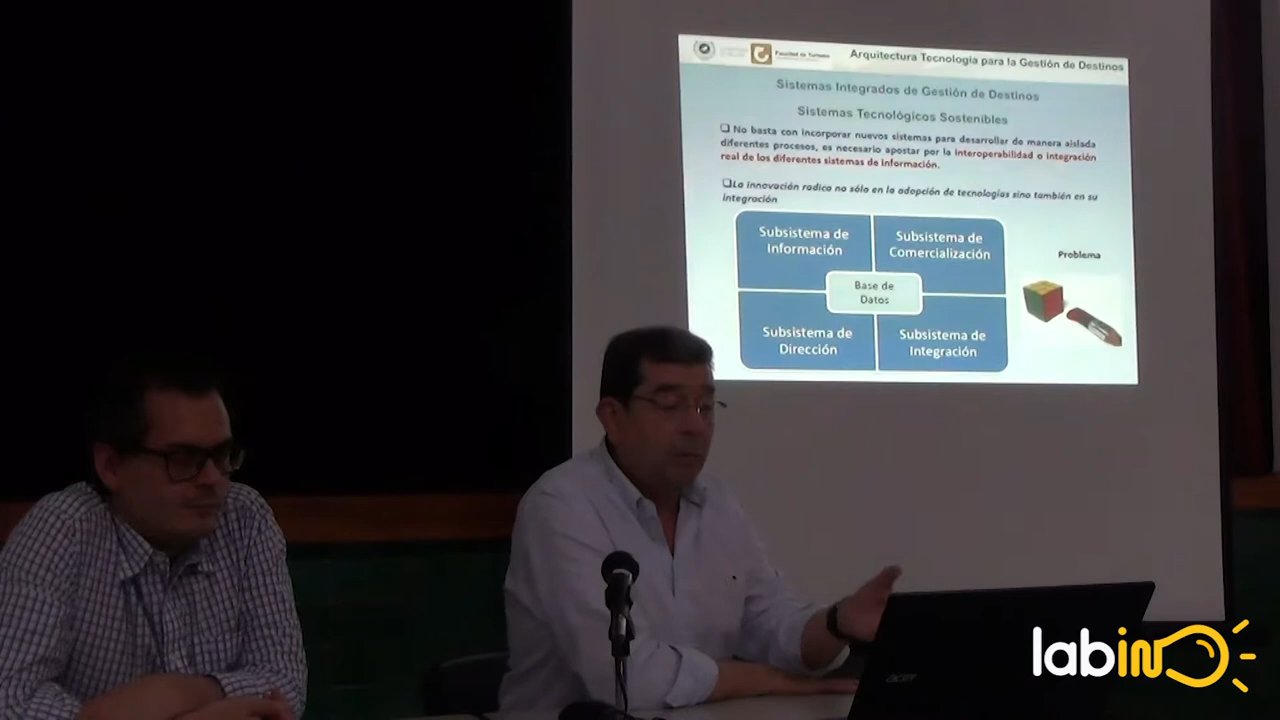 Facultad de Turismo
Arquitectura Tecnología para la Gestión de Destinos
Sistemas Integrados de Gestión de Destinos
Sistemas Tecnológicos Sostenibles
No basta con incorporar nuevos sistemas para desarrollar de manera aislada
diferentes procesos, es necesario apostar por la interoperabilidad o integración
real de los diferentes sistemas de información.
La innovación radica no sólo en la adopción de tecnologías sino también en su
integración
Subsistema de
Información
Subsistema de
Comercialización
Base de
Datos
Problema
Subsistema de
Dirección
Subsistema de
Integración
acer
labin